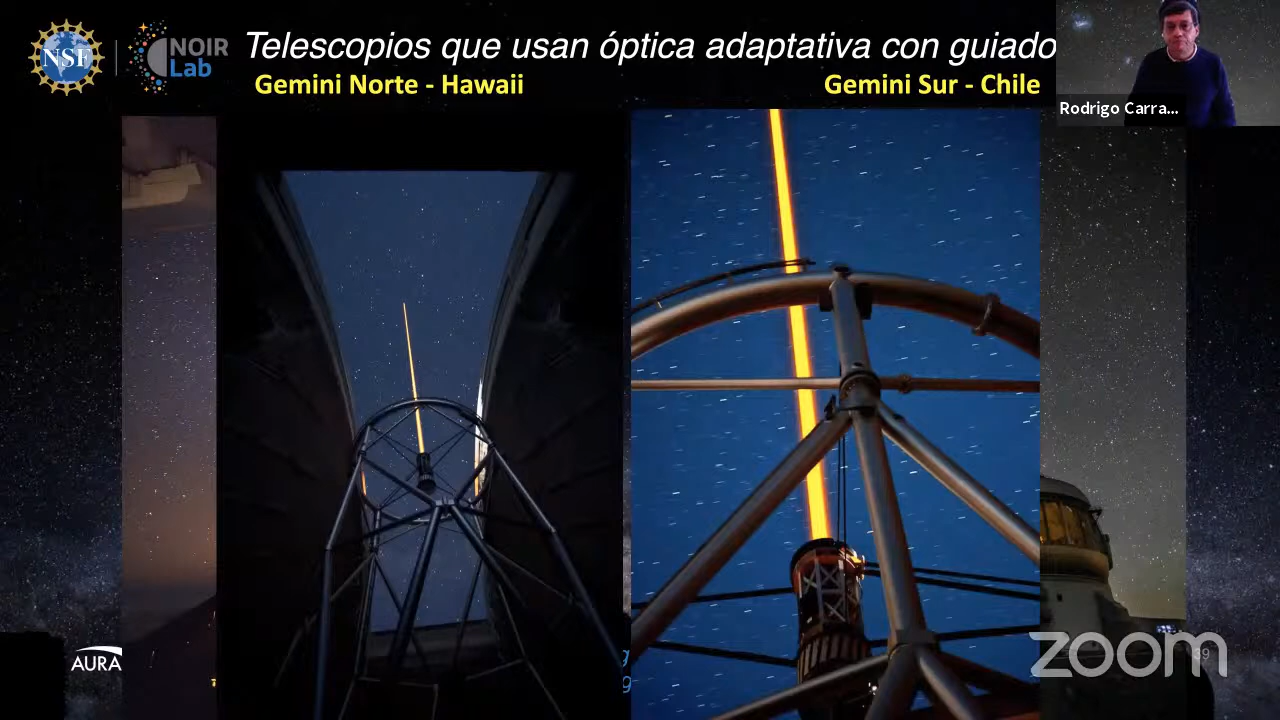 NSF
NOIR
Lab
Telescopios que usan óptica adaptativa con guiado
Gemini Norte - Hawaii
Gemini Sur - Chile
Rodrigo Carra...
AURA
zoom
39